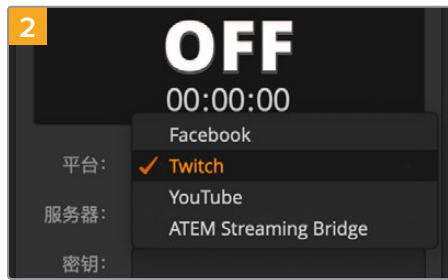 2
OFF
00:00:00
Facebook
平台:
✓ Twitch
YouTube
服务器:
ATEM Streaming Bridge
密钥: